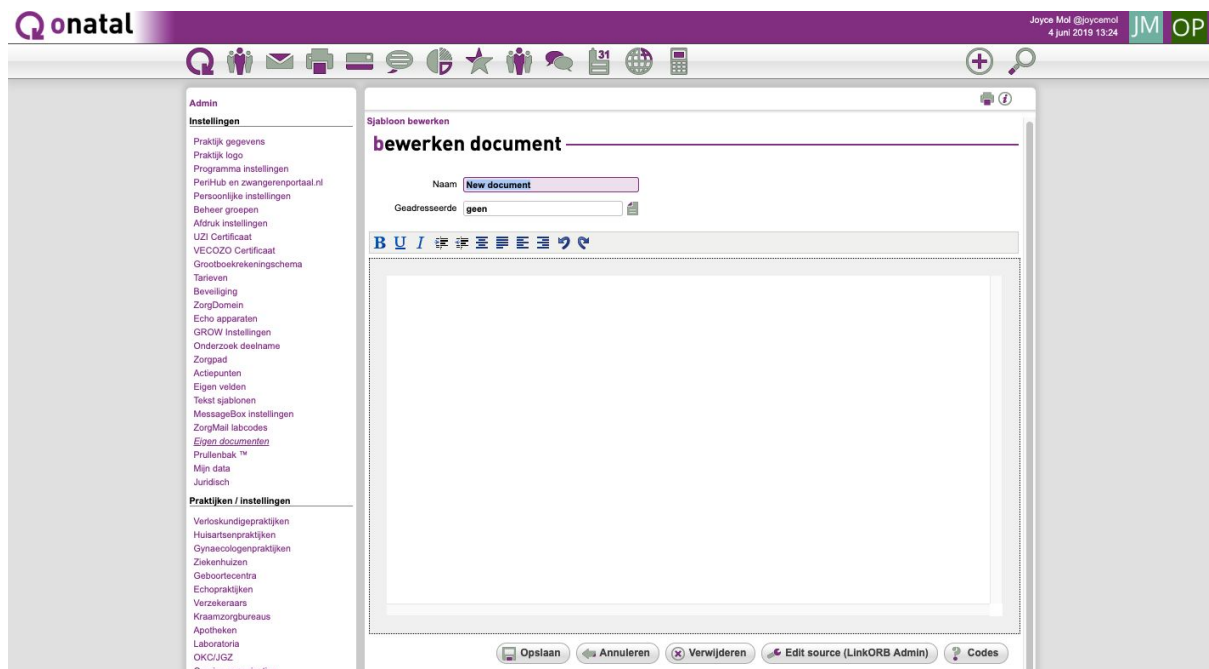 onatal
Joyce Mol @joycemol
4 juni 2019 13:24
JM OP
31
Admin
Instellingen
Praktijk gegevens
Praktijk logo
Programma instellingen
PeriHub en zwangerenportaal.nl
Persoonlijke instellingen
Beheer groepen
Afdruk instellingen
UZI Certificaat
VECOZO Certificaat
Grootboekrekeningschema
Tarieven
Beveiliging
ZorgDomein
Echo apparaten
GROW Instellingen
Onderzoek deelname
Zorgpad
Actiepunten
Eigen velden
Tekst sjablonen
MessageBox instellingen
ZorgMail labcodes
Eigen documenten
Prullenbak ™
Mijn data
Juridisch
Praktijken / instellingen
Verloskundigepraktijken
Huisartsenpraktijken
Gynaecologenpraktijken
Ziekenhuizen
Geboortecentra
Echopraktijken
Verzekeraars
Kraamzorgbureaus
Apotheken
Laboratoria
OKC/JGZ
Sjabloon bewerken
bewerken document
Naam New document
Geadresseerde geen
B U I
Opslaan Annuleren Verwijderen Edit source (LinkORB Admin) Codes